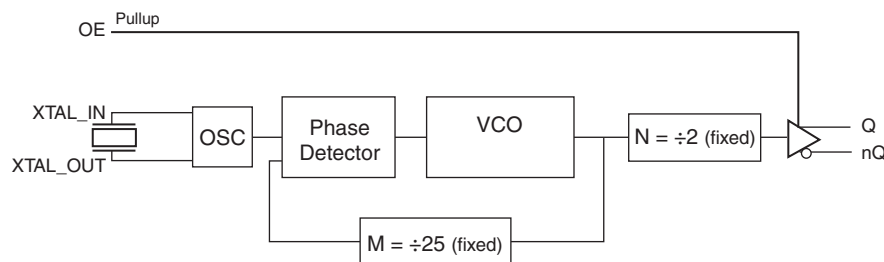 OE Pullup
XTAL_IN
XTAL_OUT
OSC
Phase
Detector
VCO
N = ÷2 (fixed)
Q
nQ
M = ÷25 (fixed)